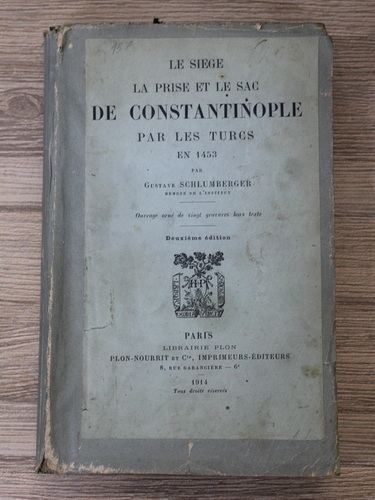 LE SIEGE
LA PRISE ET LE SAC
DE CONSTANTINOPLE
PAR LES TURCS
EN 1453
PAR
GUSTAVE SCHLUMBERGER
MEMBRE DE L'INSTITUT
Ouvrage orné de vingt gravures hors texte
Deuxième édition
PARIS
LIBRAIRIE PLON
PLON-NOURRIT ET Cie, IMPRIMEURS-ÉDITEURS
8, RUE GARANCIÈRE — 6e
1914
Tous droits réservés